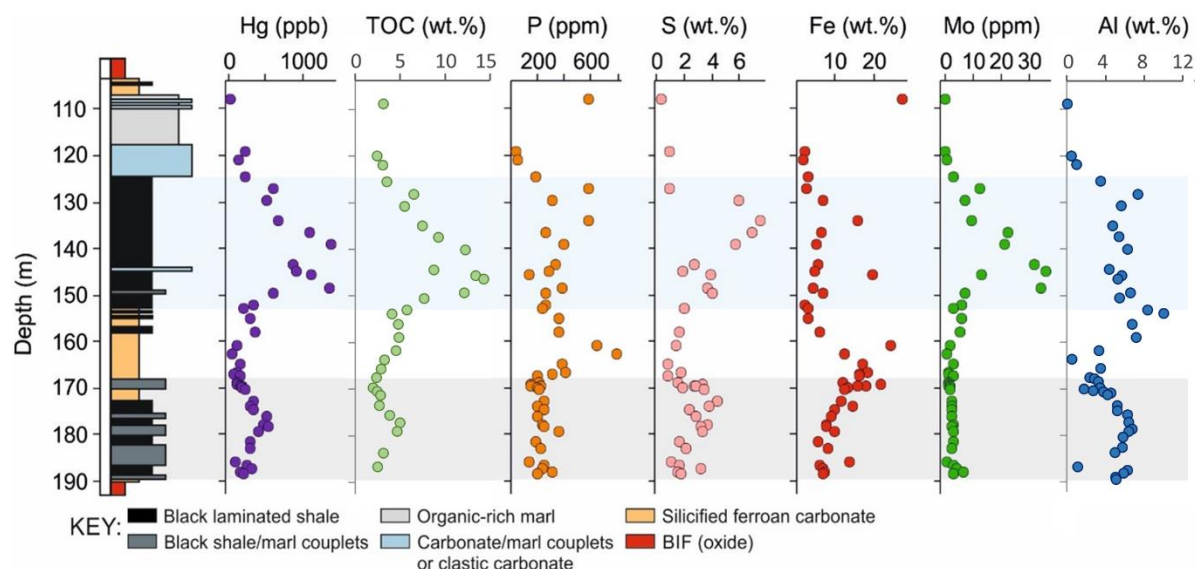 Hg (ppb) TOC (wt.%) P (ppm) S (wt.%) Fe (wt.%) Mo (ppm) Al (wt.%)
0 1000 0 5 10 15 200 600 0 2 4 6 10 20 0 10 20 30 0 4 8 12
Depth (m)
110
120
130
140
150
160
170
180
190
KEY: Black laminated shale Organic-rich marl Silicified ferroan carbonate
Black shale/marl couplets Carbonate/marl couplets BIF (oxide)
or clastic carbonate